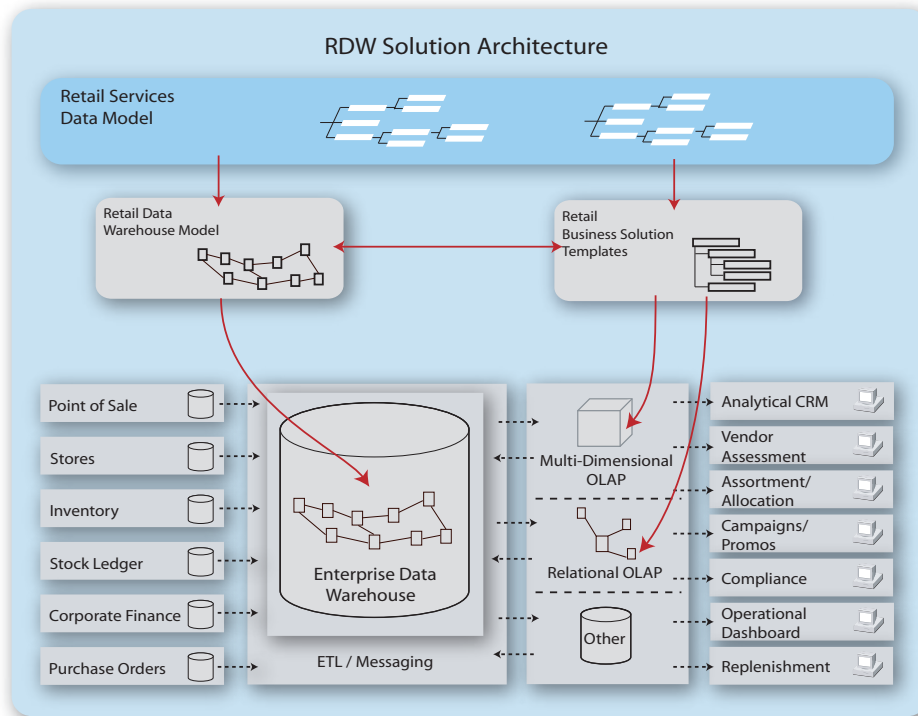 RDW Solution Architecture
Retail Services
Data Model
Retail Data
Warehouse Model
Retail
Business Solution
Templates
Point of Sale
Stores
Inventory
Stock Ledger
Corporate Finance
Purchase Orders
Enterprise Data
Warehouse
ETL / Messaging
Multi-Dimensional
OLAP
Relational OLAP
Other
Analytical CRM
Vendor
Assessment
Assortment/
Allocation
Campaigns/
Promos
Compliance
Operational
Dashboard
Replenishment